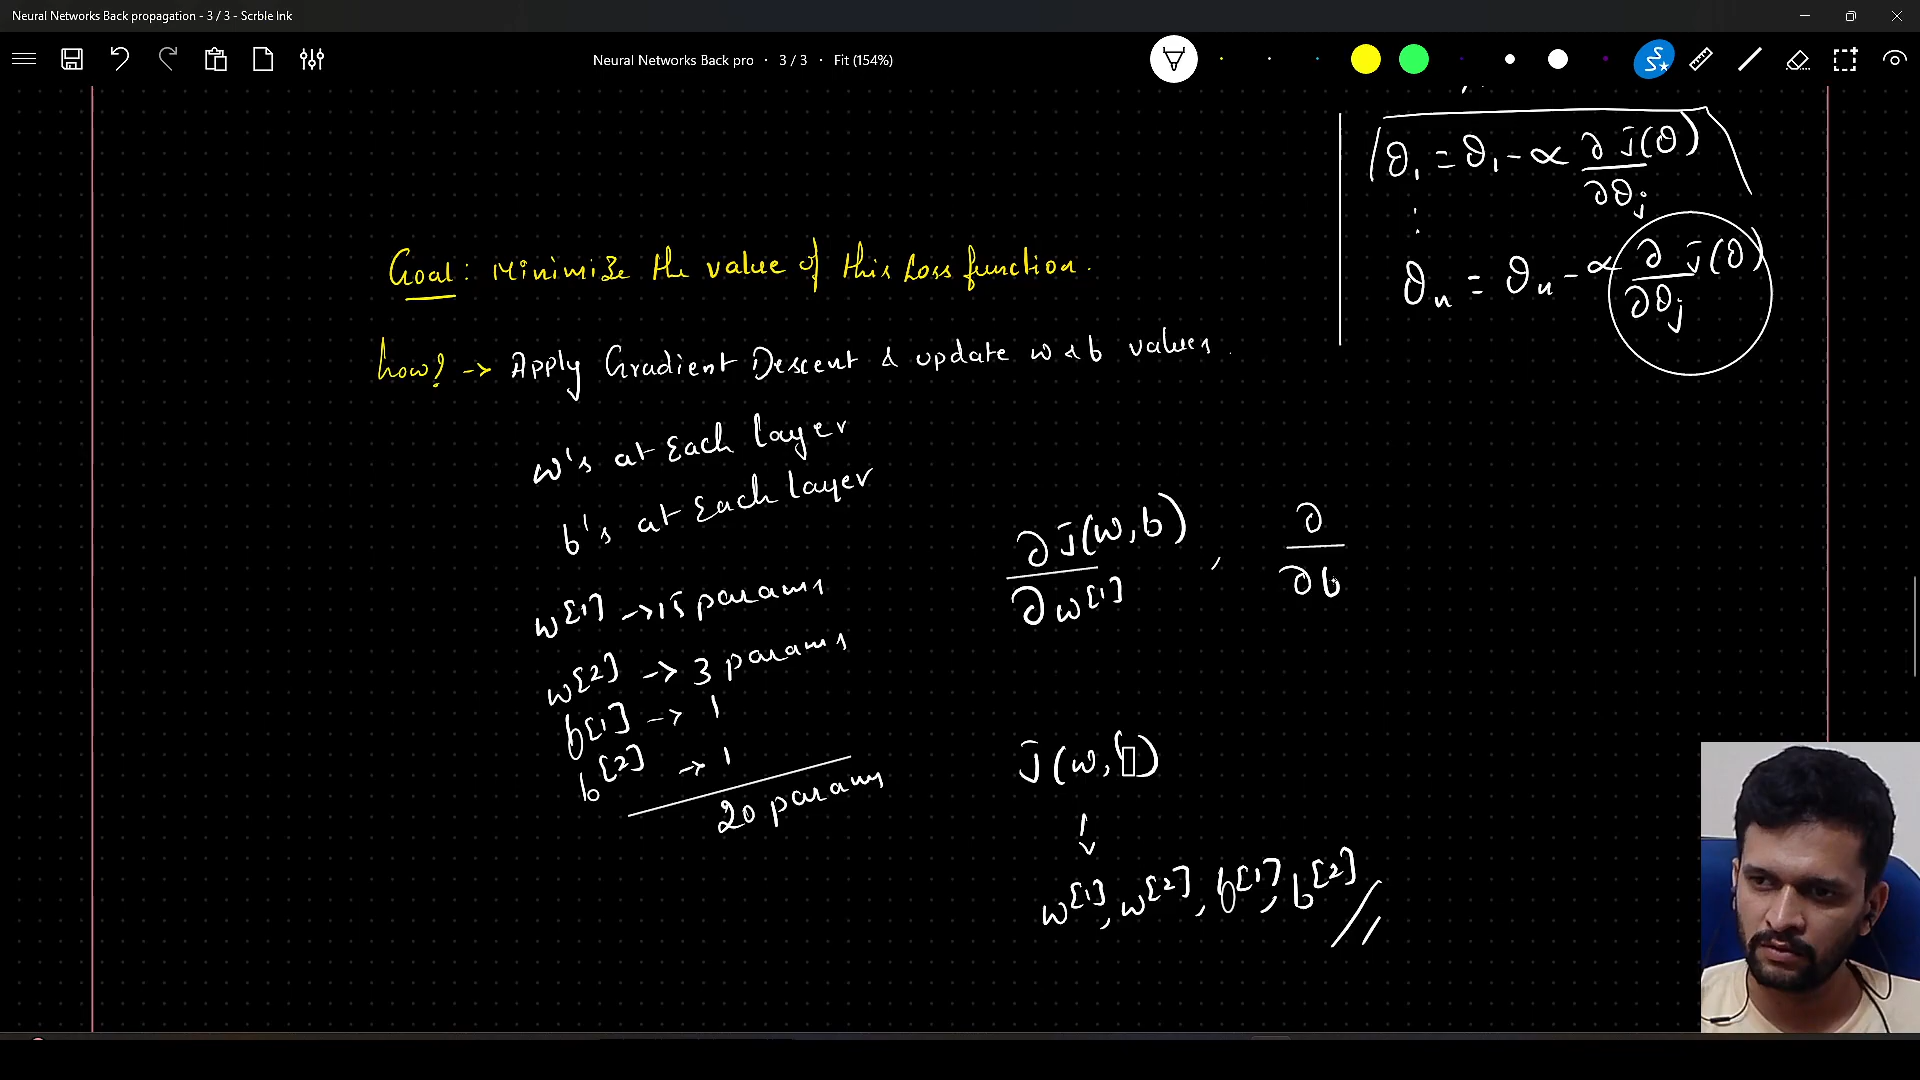 Neural Networks Back propagation - 3 / 3 - Scrble Ink
Neural Networks Back pro · 3 / 3 · Fit (154%)
θ₁ = θ₁ - α ∂J(θ)/∂θⱼ
⋮
θₙ = θₙ - α ∂J(θ)/∂θⱼ
Goal: Minimize the value of this Loss function.
how? -> Apply Gradient Descent & update w & b values.
w's at Each layer
b's at Each layer
∂J(w,b)/∂w[1] , ∂/∂b
w[1] -> 15 params
w[2] -> 3 params
b[1] -> 1
b[2] -> 1
20 params
J(w,b)
↓
w[1], w[2], b[1], b[2] //